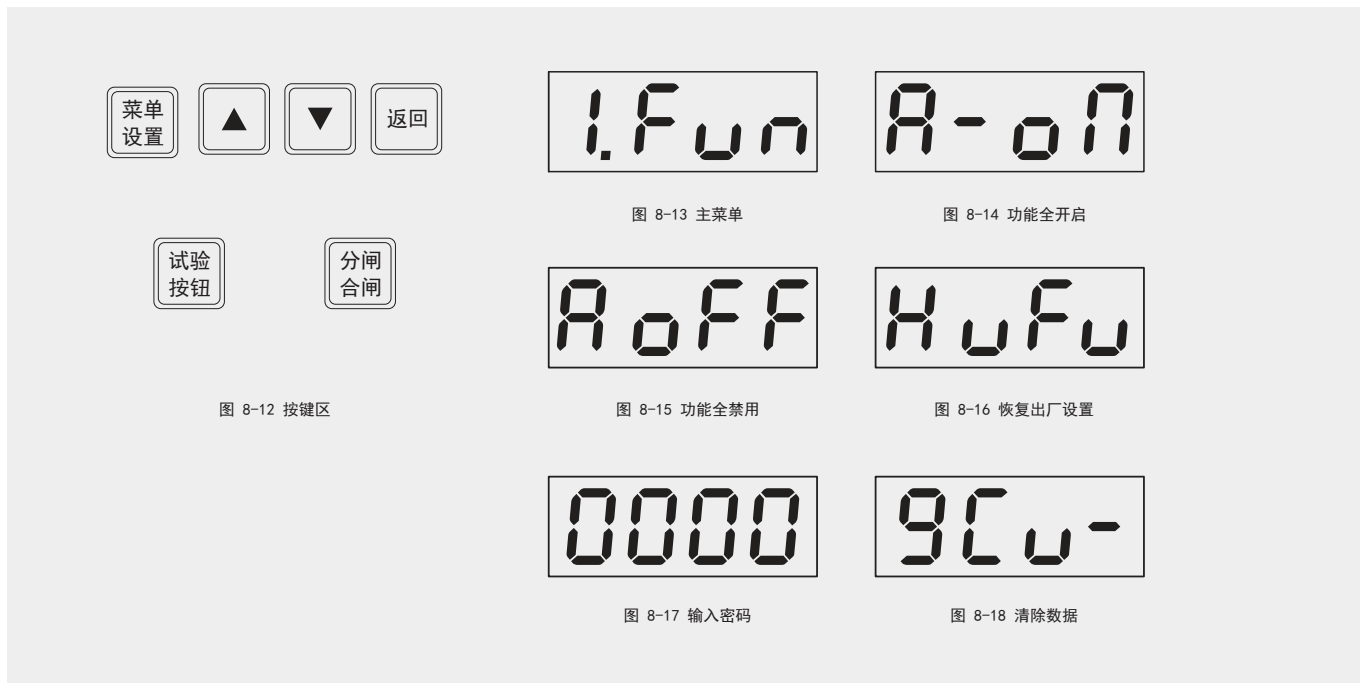 菜单
设置
▲
▼
返回
试验
按钮
分闸
合闸
图 8-12 按键区
1.Fun
图 8-13 主菜单
A-on
图 8-14 功能全开启
AoFF
图 8-15 功能全禁用
HuFu
图 8-16 恢复出厂设置
0000
图 8-17 输入密码
9Cu-
图 8-18 清除数据